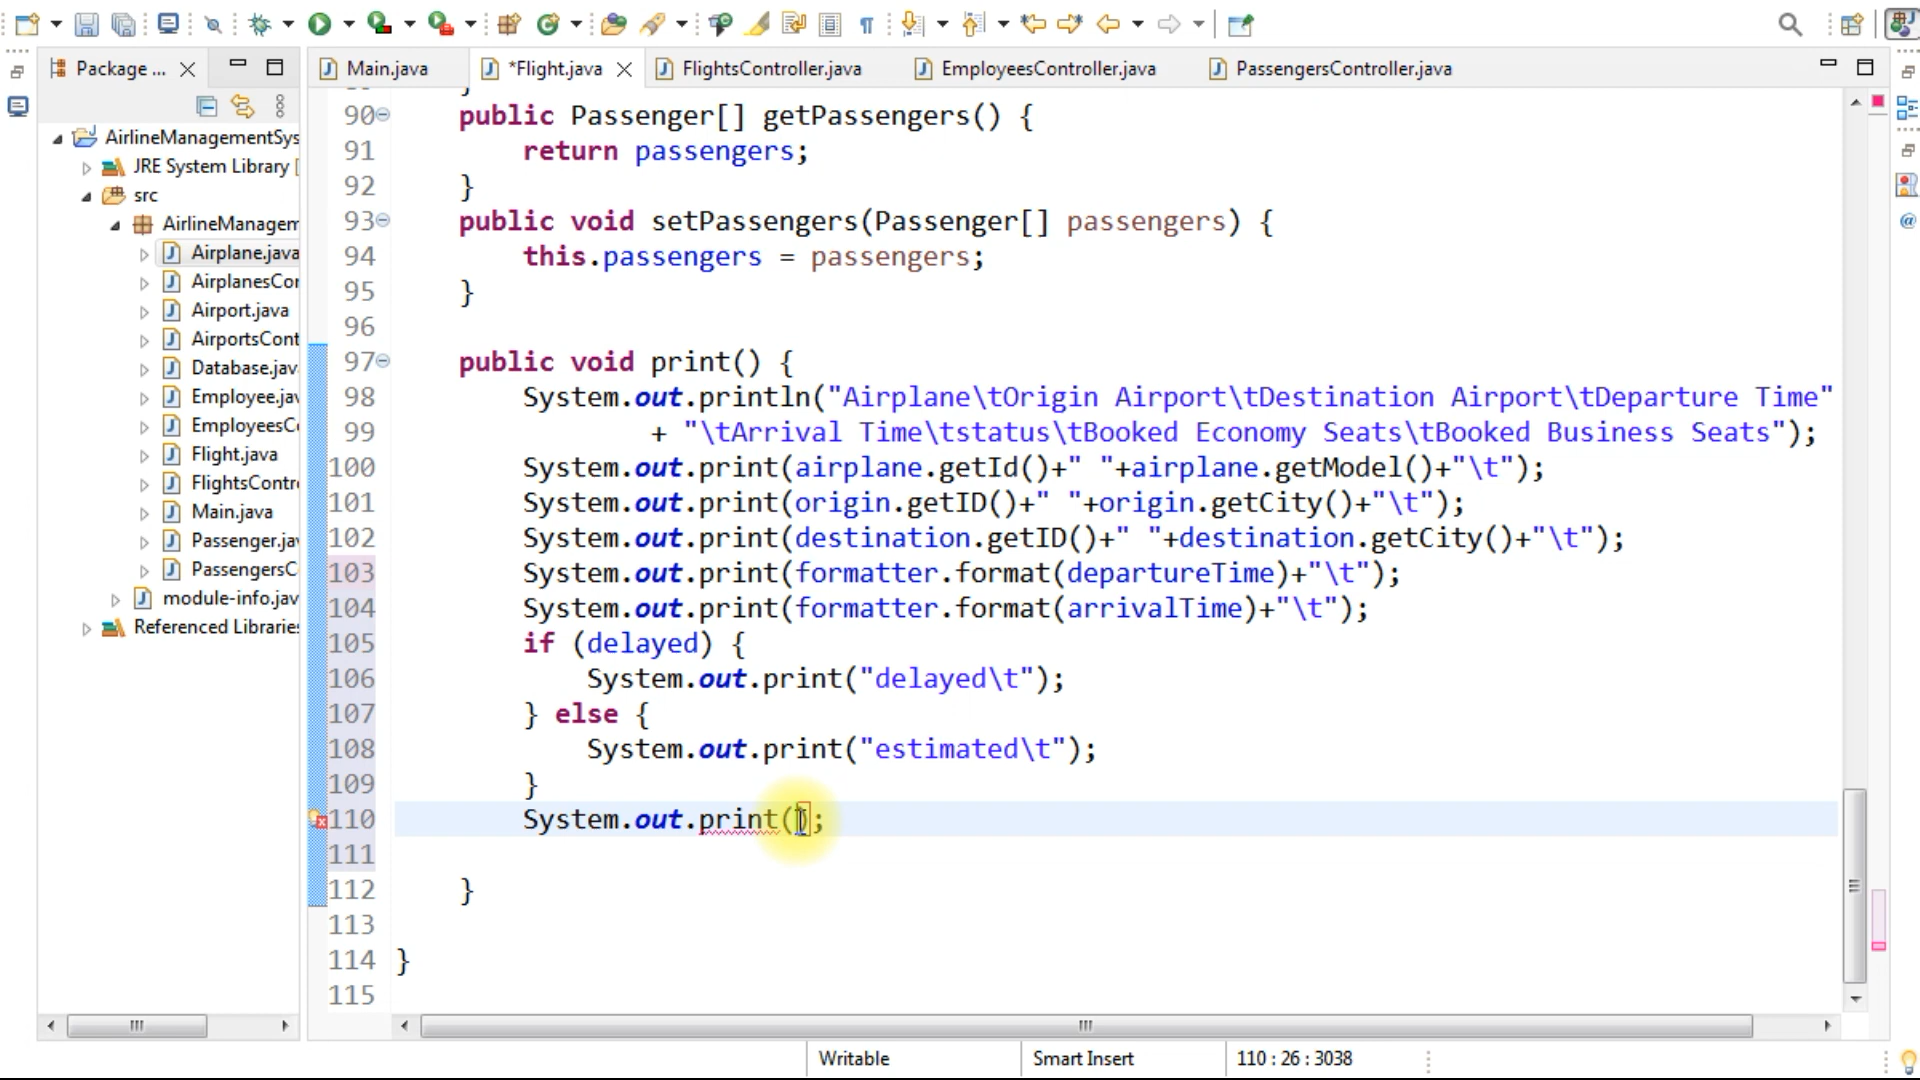 Package ...
Main.java
*Flight.java
FlightsController.java
EmployeesController.java
PassengersController.java
AirlineManagementSys
JRE System Library [
src
AirlineManagem
Airplane.java
AirplanesCor
Airport.java
AirportsCont
Database.jav
Employee.jav
EmployeesCo
Flight.java
FlightsContr
Main.java
Passenger.jav
PassengersC
module-info.jav
Referenced Libraries
90 public Passenger[] getPassengers() {
91 return passengers;
92 }
93 public void setPassengers(Passenger[] passengers) {
94 this.passengers = passengers;
95 }
96
97 public void print() {
98 System.out.println("Airplane\tOrigin Airport\tDestination Airport\tDeparture Time"
99 + "\tArrival Time\tstatus\tBooked Economy Seats\tBooked Business Seats");
100 System.out.print(airplane.getId()+" "+airplane.getModel()+"\t");
101 System.out.print(origin.getID()+" "+origin.getCity()+"\t");
102 System.out.print(destination.getID()+" "+destination.getCity()+"\t");
103 System.out.print(formatter.format(departureTime)+"\t");
104 System.out.print(formatter.format(arrivalTime)+"\t");
105 if (delayed) {
106 System.out.print("delayed\t");
107 } else {
108 System.out.print("estimated\t");
109 }
110 System.out.print();
111
112 }
113
114 }
115
Writable
Smart Insert
110 : 26 : 3038